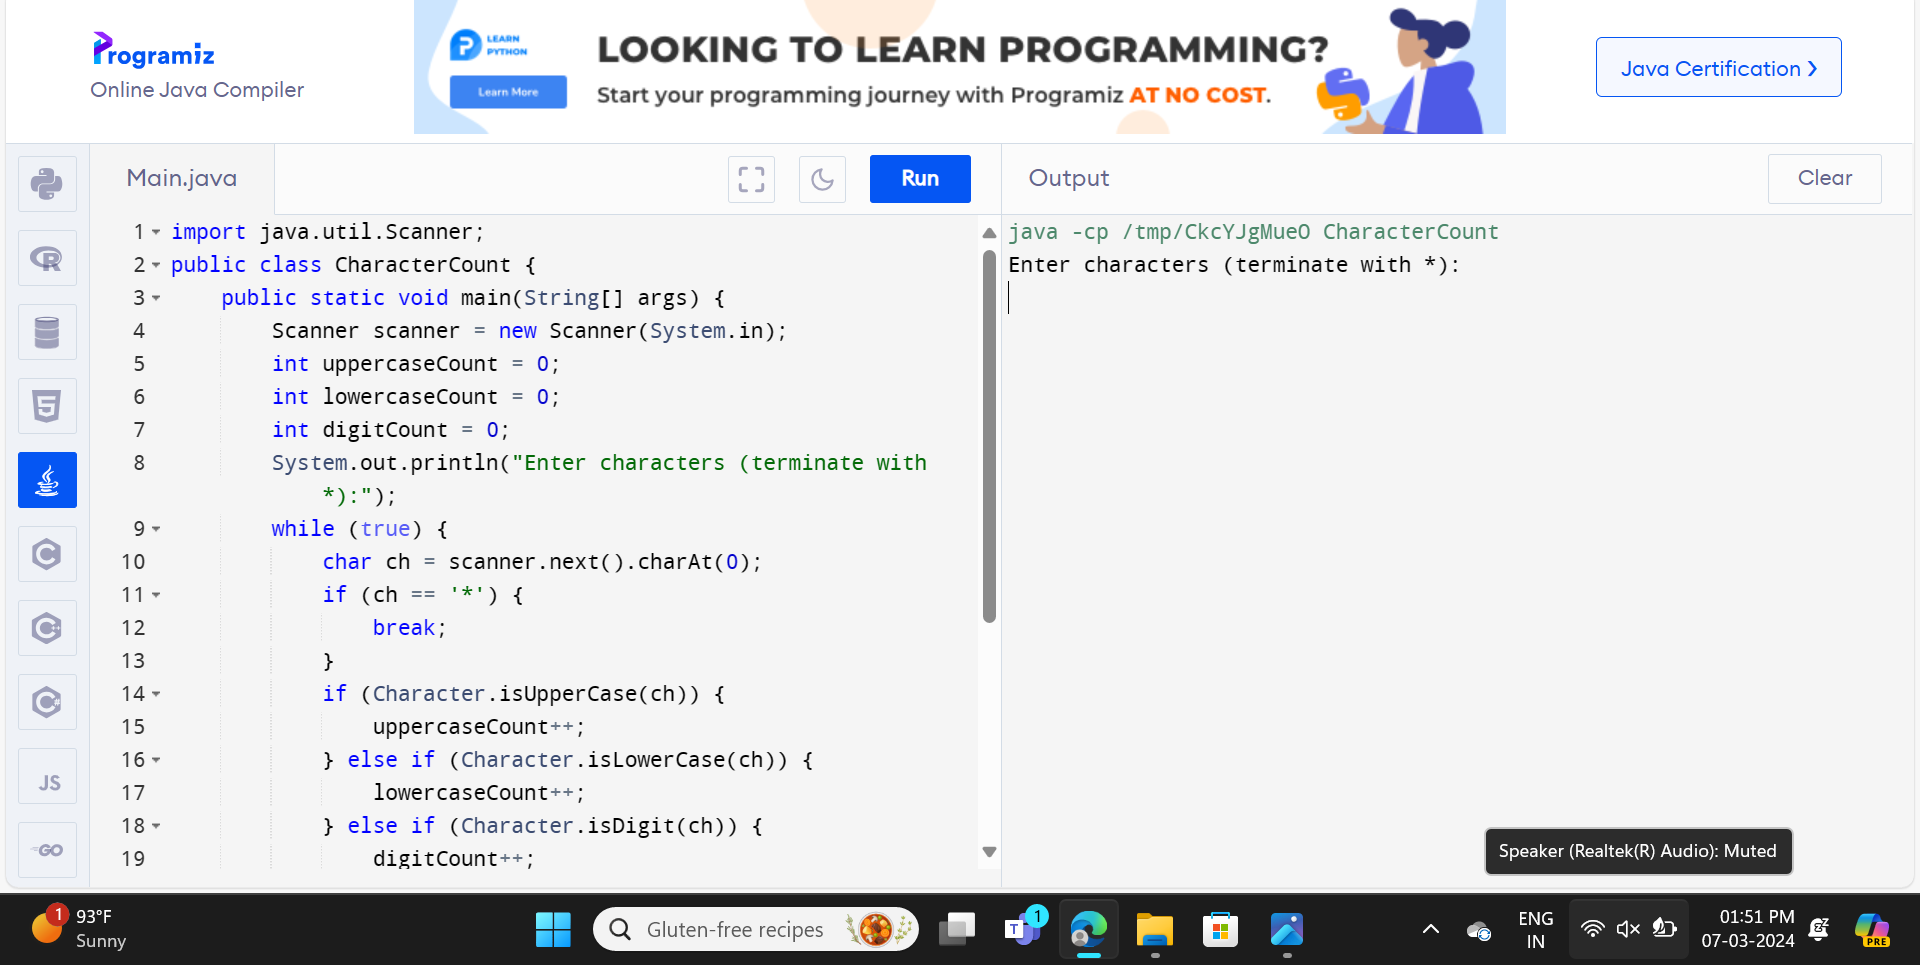 Programiz
Online Java Compiler
LEARN
PYTHON
Learn More
LOOKING TO LEARN PROGRAMMING?
Start your programming journey with Programiz AT NO COST.
Java Certification
Main.java
Run
Output
Clear
1 import java.util.Scanner;
2 public class CharacterCount {
3 public static void main(String[] args) {
4 Scanner scanner = new Scanner(System.in);
5 int uppercaseCount = 0;
6 int lowercaseCount = 0;
7 int digitCount = 0;
8 System.out.println("Enter characters (terminate with
*):");
9 while (true) {
10 char ch = scanner.next().charAt(0);
11 if (ch == '*') {
12 break;
13 }
14 if (Character.isUpperCase(ch)) {
15 uppercaseCount++;
16 } else if (Character.isLowerCase(ch)) {
17 lowercaseCount++;
18 } else if (Character.isDigit(ch)) {
19 digitCount++;
java -cp /tmp/CkcYJgMueO CharacterCount
Enter characters (terminate with *):
R
5
C
C++
C#
JS
GO
Speaker (Realtek(R) Audio): Muted
1
93°F
Sunny
Gluten-free recipes
T
1
ENG
IN
01:51 PM
07-03-2024
PRE